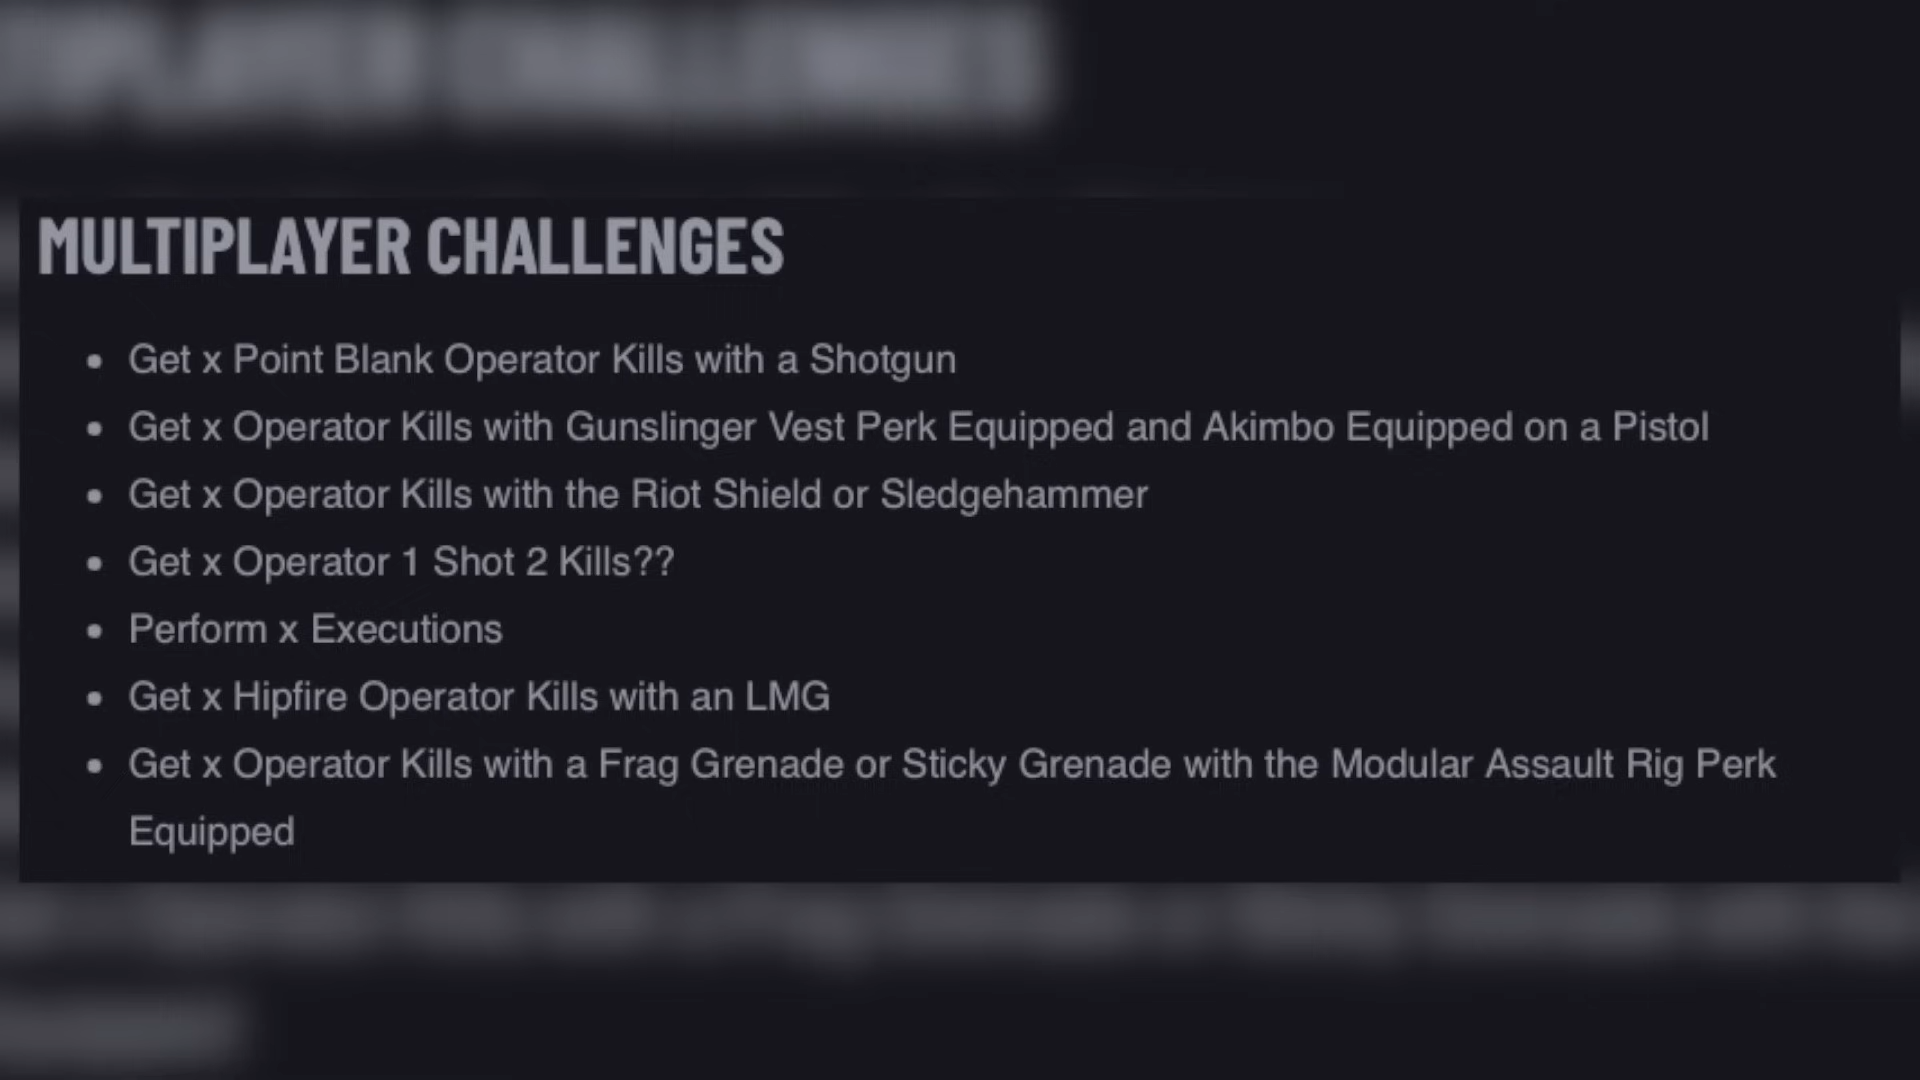 MULTIPLAYER CHALLENGES
• Get x Point Blank Operator Kills with a Shotgun
• Get x Operator Kills with Gunslinger Vest Perk Equipped and Akimbo Equipped on a Pistol
• Get x Operator Kills with the Riot Shield or Sledgehammer
• Get x Operator 1 Shot 2 Kills??
• Perform x Executions
• Get x Hipfire Operator Kills with an LMG
• Get x Operator Kills with a Frag Grenade or Sticky Grenade with the Modular Assault Rig Perk
Equipped